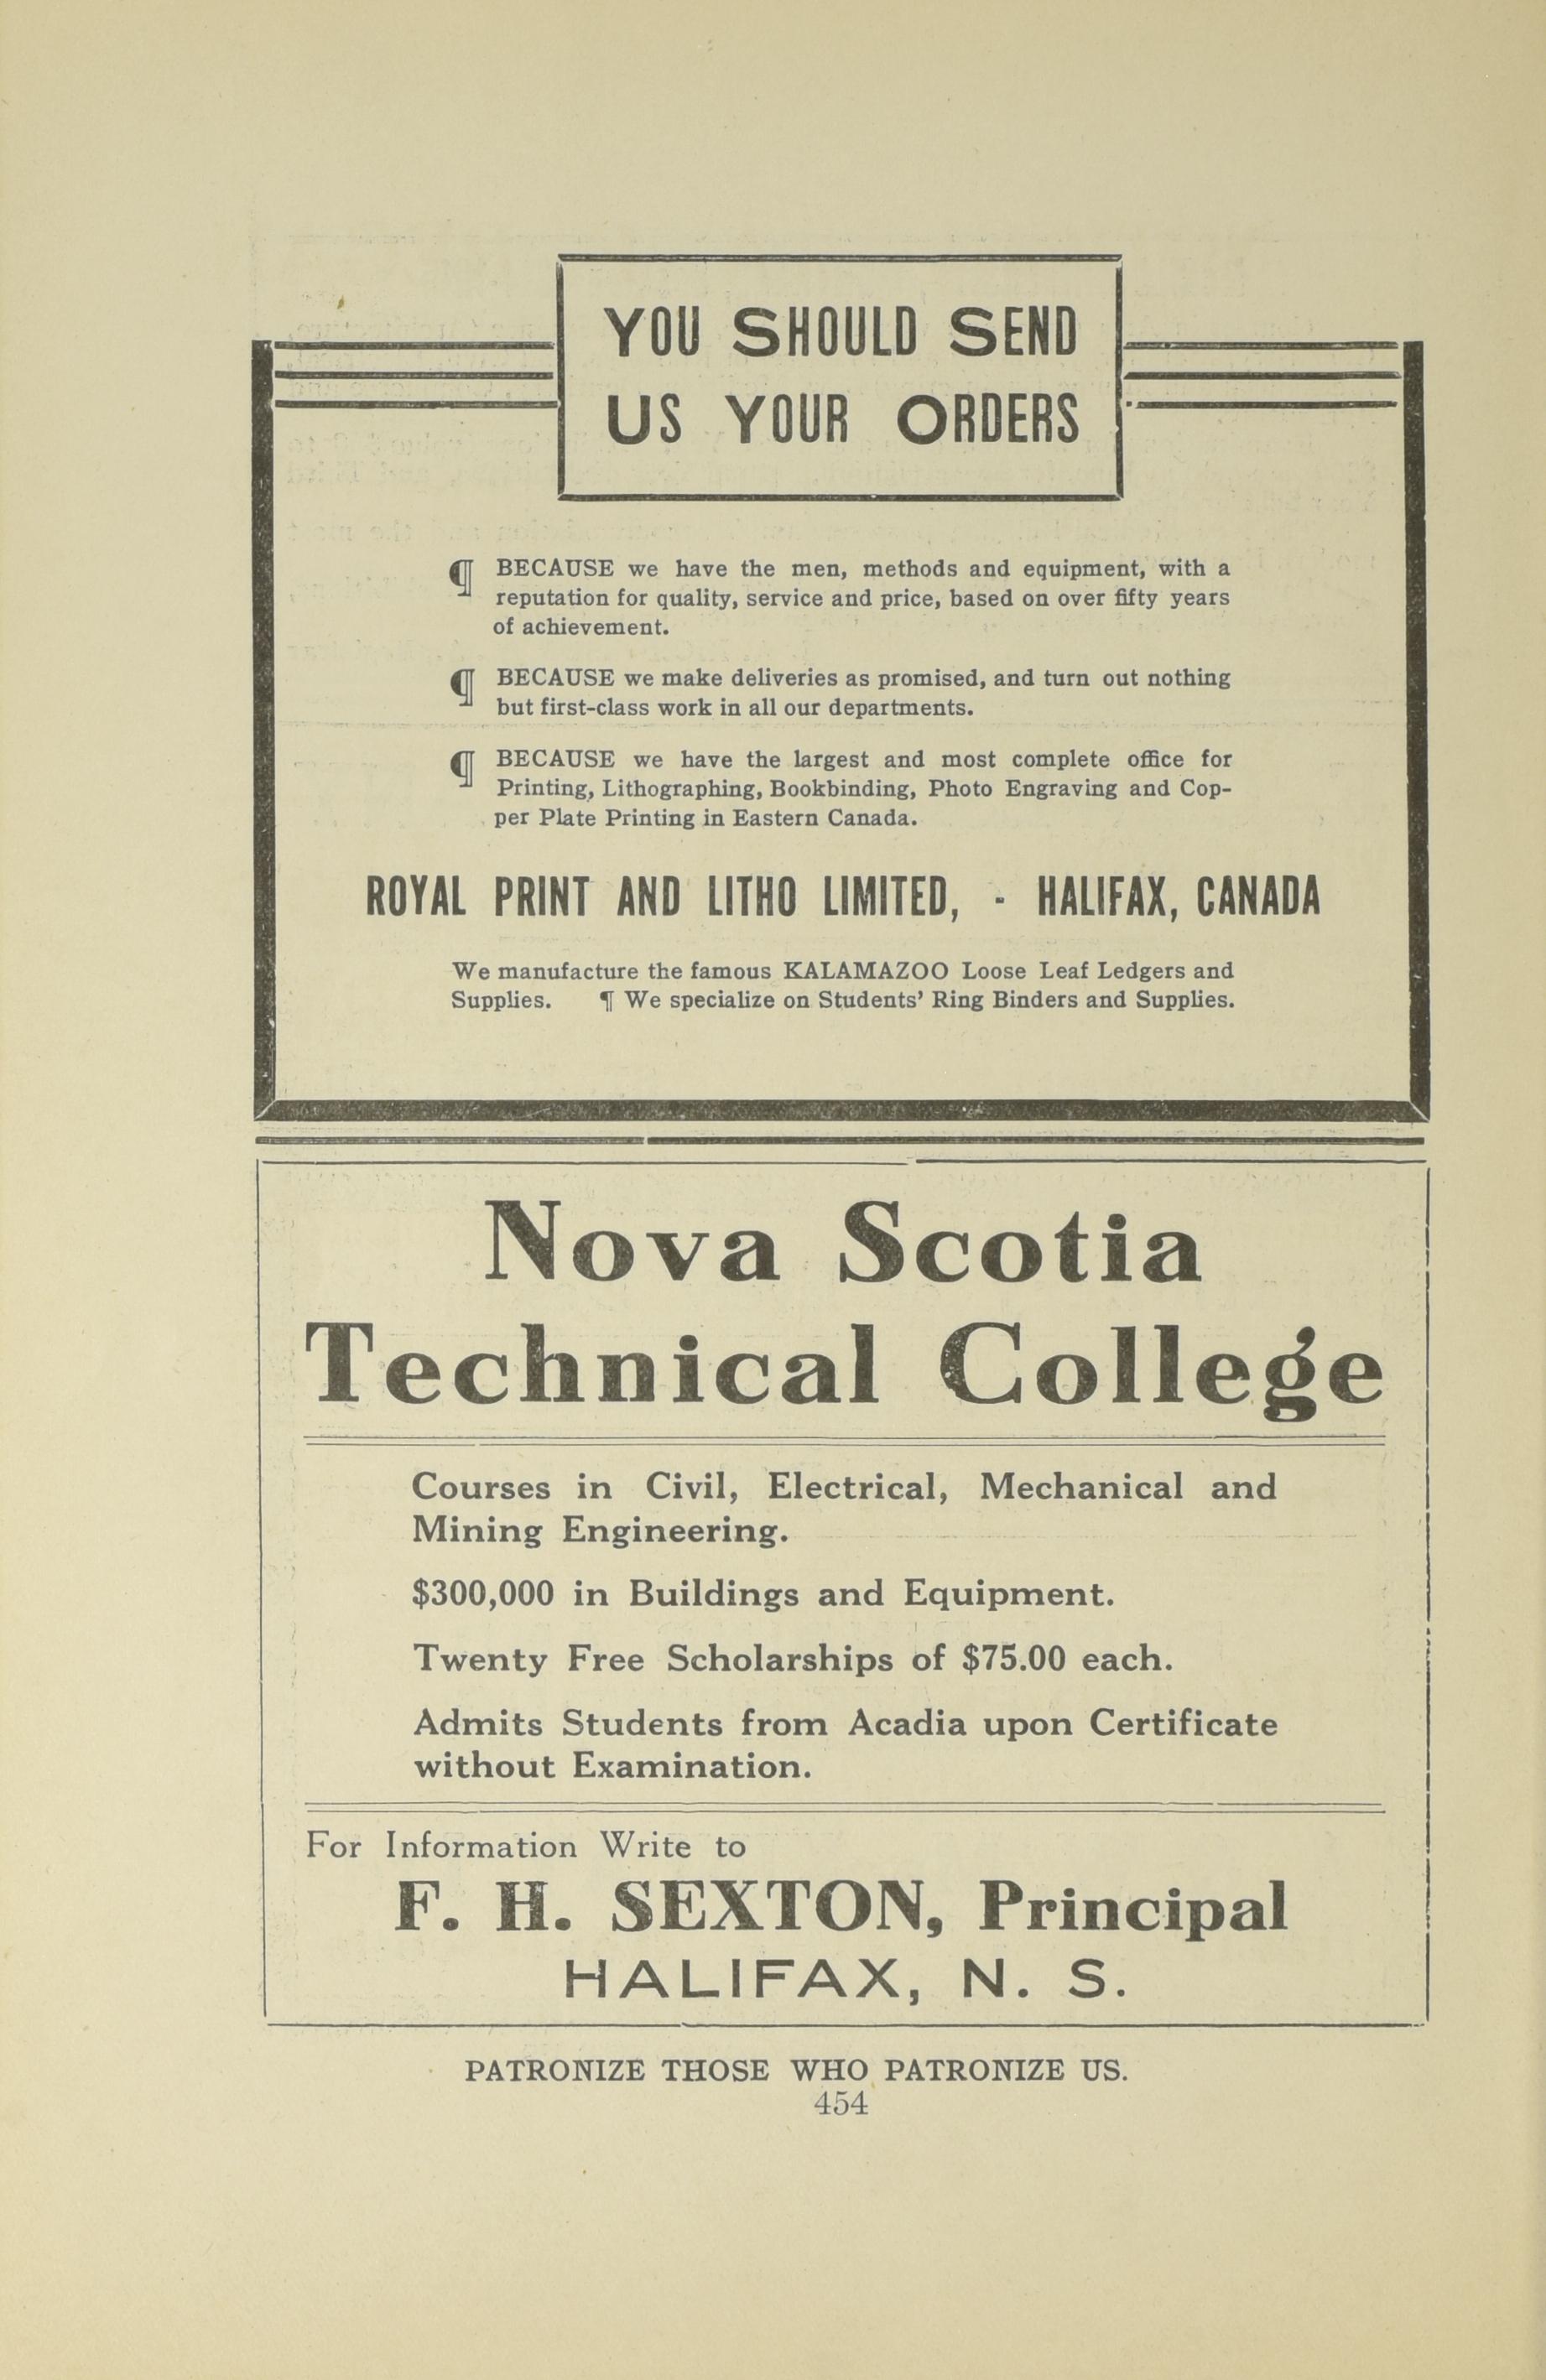 YOU SHOULD SEND
US YOUR ORDERS
¶ BECAUSE we have the men, methods and equipment, with a
reputation for quality, service and price, based on over fifty years
of achievement.
¶ BECAUSE we make deliveries as promised, and turn out nothing
but first-class work in all our departments.
¶ BECAUSE we have the largest and most complete office for
Printing, Lithographing, Bookbinding, Photo Engraving and Cop-
per Plate Printing in Eastern Canada.
ROYAL PRINT AND LITHO LIMITED, - HALIFAX, CANADA
We manufacture the famous KALAMAZOO Loose Leaf Ledgers and
Supplies. ¶ We specialize on Students' Ring Binders and Supplies.
Nova Scotia
Technical College
Courses in Civil, Electrical, Mechanical and
Mining Engineering.
$300,000 in Buildings and Equipment.
Twenty Free Scholarships of $75.00 each.
Admits Students from Acadia upon Certificate
without Examination.
For Information Write to
F. H. SEXTON, Principal
HALIFAX, N. S.
PATRONIZE THOSE WHO PATRONIZE US.
454